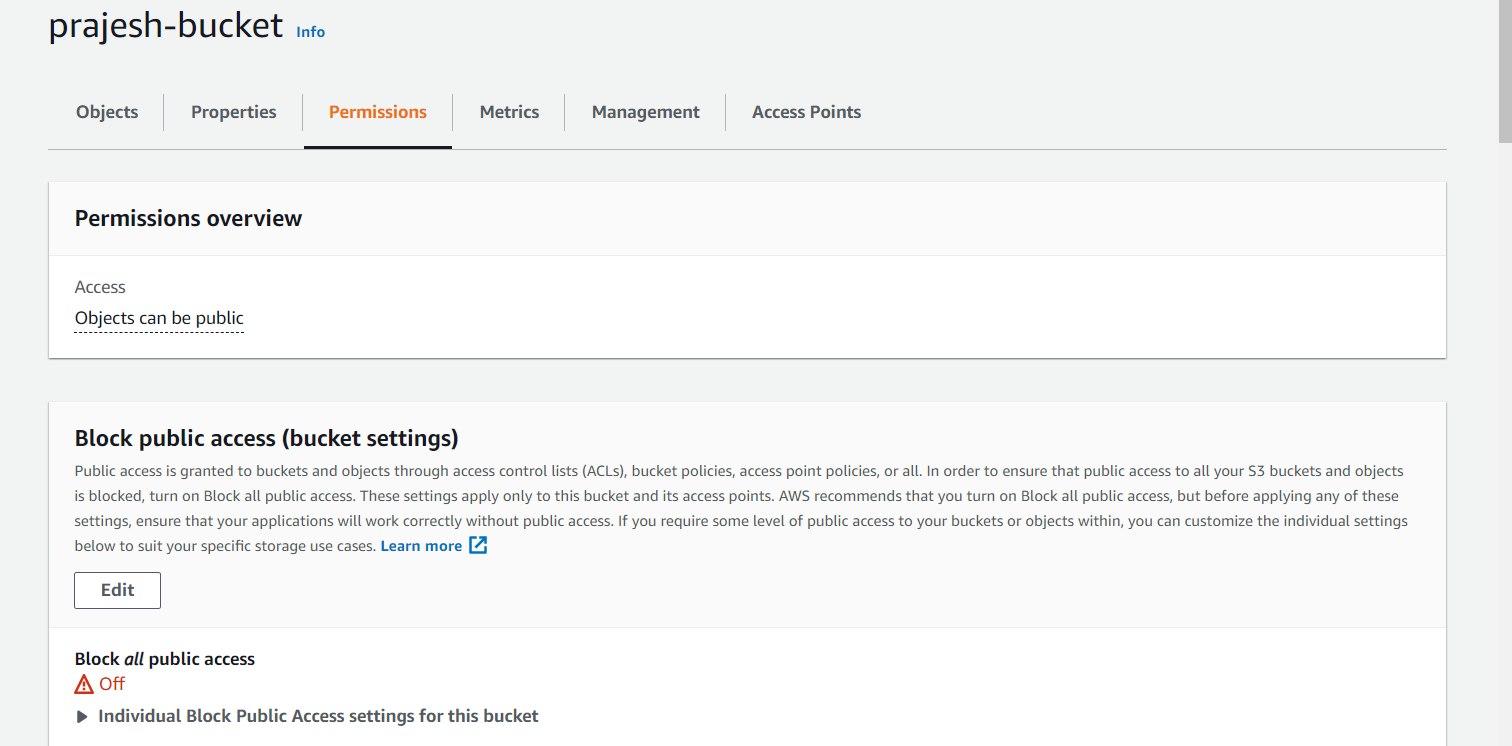 prajesh-bucket Info
Objects Properties Permissions Metrics Management Access Points
Permissions overview
Access
Objects can be public
Block public access (bucket settings)
Public access is granted to buckets and objects through access control lists (ACLs), bucket policies, access point policies, or all. In order to ensure that public access to all your S3 buckets and objects
is blocked, turn on Block all public access. These settings apply only to this bucket and its access points. AWS recommends that you turn on Block all public access, but before applying any of these
settings, ensure that your applications will work correctly without public access. If you require some level of public access to your buckets or objects within, you can customize the individual settings
below to suit your specific storage use cases. Learn more
Edit
Block all public access
Off
Individual Block Public Access settings for this bucket